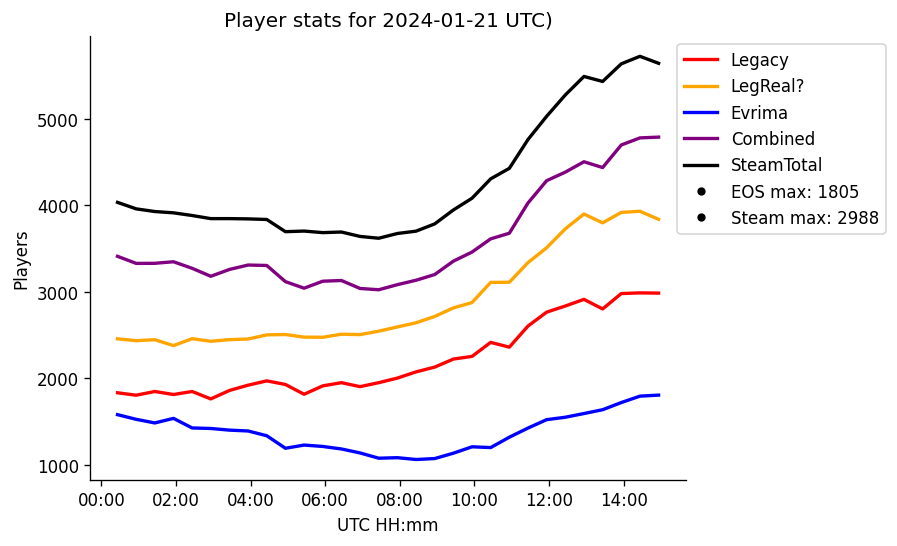 Player stats for 2024-01-21 UTC)
Legacy
LegReal?
Evrima
Combined
SteamTotal
EOS max: 1805
Steam max: 2988
Players
5000
4000
3000
2000
1000
00:00 02:00 04:00 06:00 08:00 10:00 12:00 14:00
UTC HH:mm